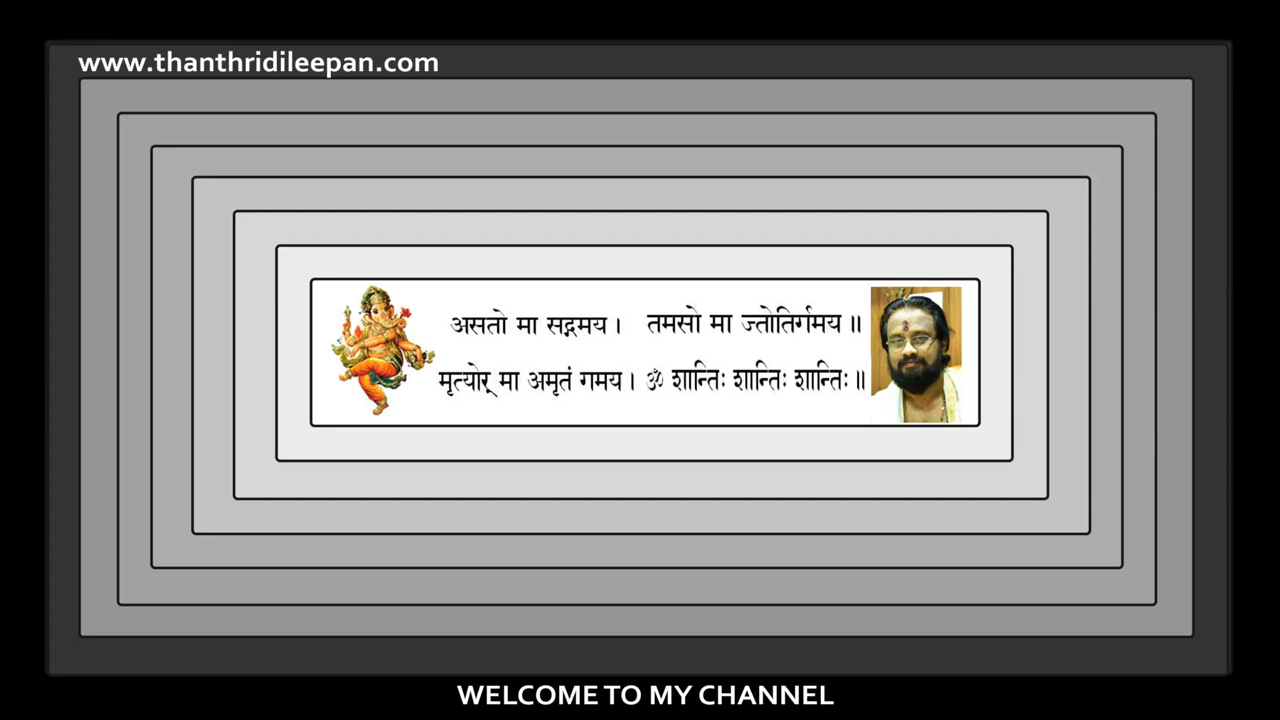 www.thanthridileepan.com
असतो मा सद्गमय। तमसो मा ज्तोतिर्गमय॥
मृत्योर् मा अमृतं गमय। ॐ शान्तिः शान्तिः शान्तिः॥
WELCOME TO MY CHANNEL